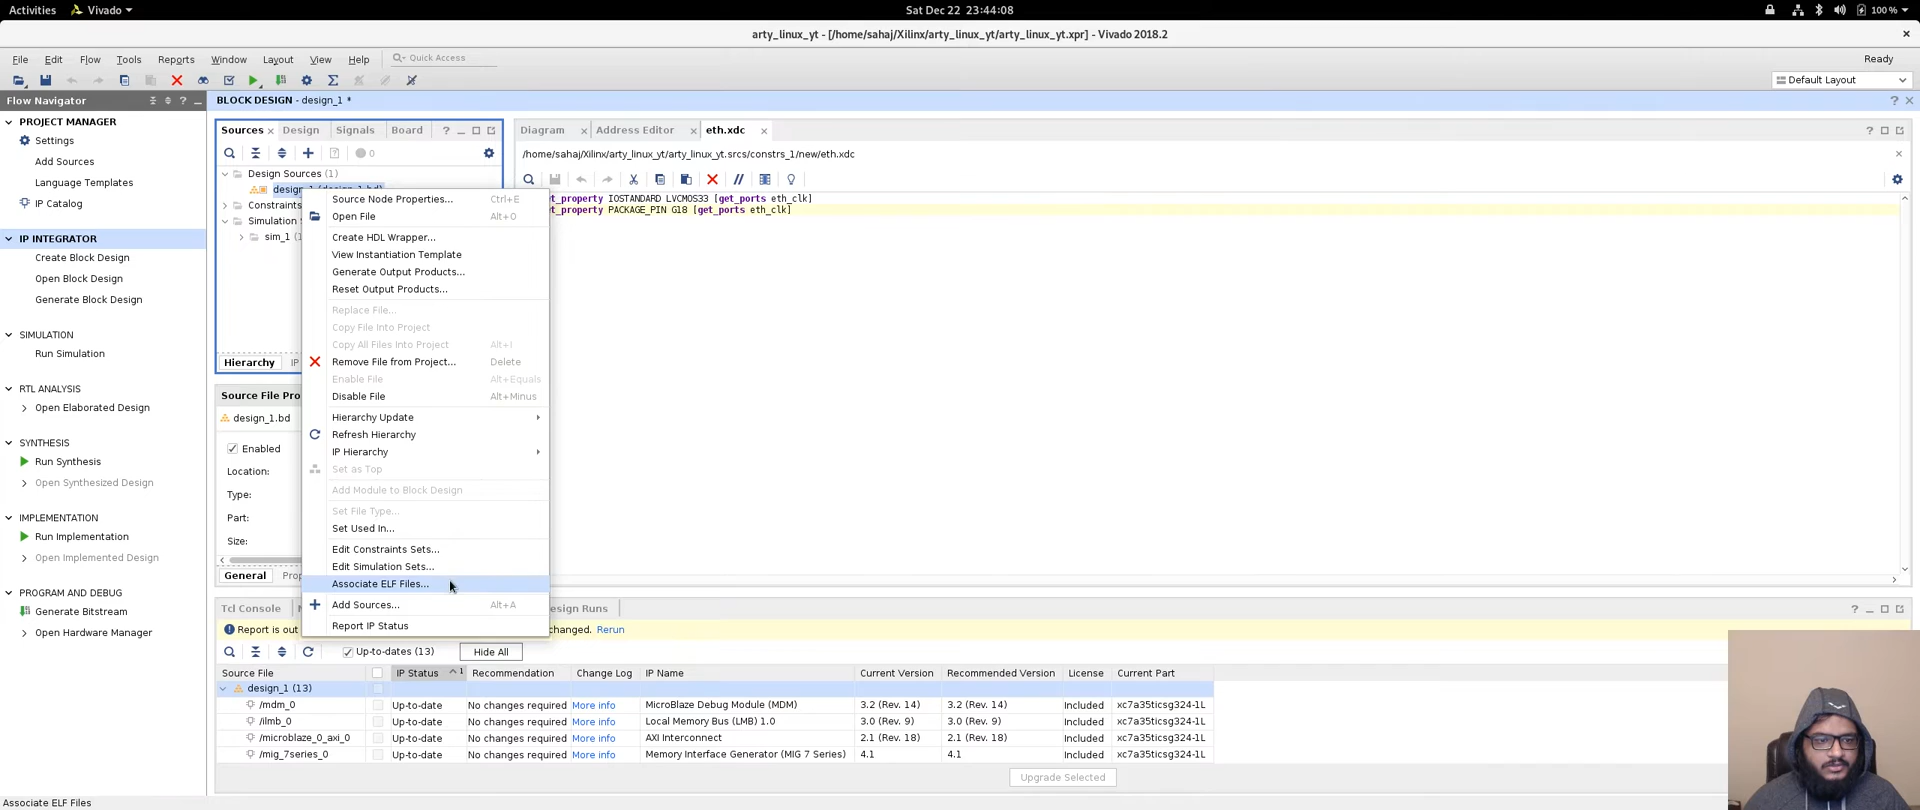 Activities Vivado Sat Dec 22 23:44:08 100 %
arty_linux_yt - [/home/sahaj/Xilinx/arty_linux_yt/arty_linux_yt.xpr] - Vivado 2018.2
File Edit Flow Tools Reports Window Layout View Help Quick Access Ready
Default Layout
Flow Navigator BLOCK DESIGN - design_1 *
PROJECT MANAGER
Settings
Add Sources
Language Templates
IP Catalog
IP INTEGRATOR
Create Block Design
Open Block Design
Generate Block Design
SIMULATION
Run Simulation
RTL ANALYSIS
Open Elaborated Design
SYNTHESIS
Run Synthesis
Open Synthesized Design
IMPLEMENTATION
Run Implementation
Open Implemented Design
PROGRAM AND DEBUG
Generate Bitstream
Open Hardware Manager
Sources Design Signals Board
0
Design Sources (1)
design_1 (design_1.bd)
Constraints
Simulation S
sim_1 (1
Hierarchy IP
Source File Pro
design_1.bd
Enabled
Location:
Type:
Part:
Size:
General Prop
Source Node Properties... Ctrl+E
Open File Alt+O
Create HDL Wrapper...
View Instantiation Template
Generate Output Products...
Reset Output Products...
Replace File...
Copy File Into Project
Copy All Files Into Project Alt+I
Remove File from Project... Delete
Enable File Alt+Equals
Disable File Alt+Minus
Hierarchy Update
Refresh Hierarchy
IP Hierarchy
Set as Top
Add Module to Block Design
Set File Type...
Set Used In...
Edit Constraints Sets...
Edit Simulation Sets...
Associate ELF Files...
Add Sources... Alt+A
Report IP Status
Diagram Address Editor eth.xdc
/home/sahaj/Xilinx/arty_linux_yt/arty_linux_yt.srcs/constrs_1/new/eth.xdc
et_property IOSTANDARD LVCMOS33 [get_ports eth_clk]
et_property PACKAGE_PIN G18 [get_ports eth_clk]
Tcl Console esign Runs
Report is out hanged. Rerun
Up-to-dates (13) Hide All
Source File IP Status 1 Recommendation Change Log IP Name Current Version Recommended Version License Current Part
design_1 (13)
/mdm_0 Up-to-date No changes required More info MicroBlaze Debug Module (MDM) 3.2 (Rev. 14) 3.2 (Rev. 14) Included xc7a35ticsg324-1L
/ilmb_0 Up-to-date No changes required More info Local Memory Bus (LMB) 1.0 3.0 (Rev. 9) 3.0 (Rev. 9) Included xc7a35ticsg324-1L
/microblaze_0_axi_0 Up-to-date No changes required More info AXI Interconnect 2.1 (Rev. 18) 2.1 (Rev. 18) Included xc7a35ticsg324-1L
/mig_7series_0 Up-to-date No changes required More info Memory Interface Generator (MIG 7 Series) 4.1 4.1 Included xc7a35ticsg324-1L
Upgrade Selected
Associate ELF Files